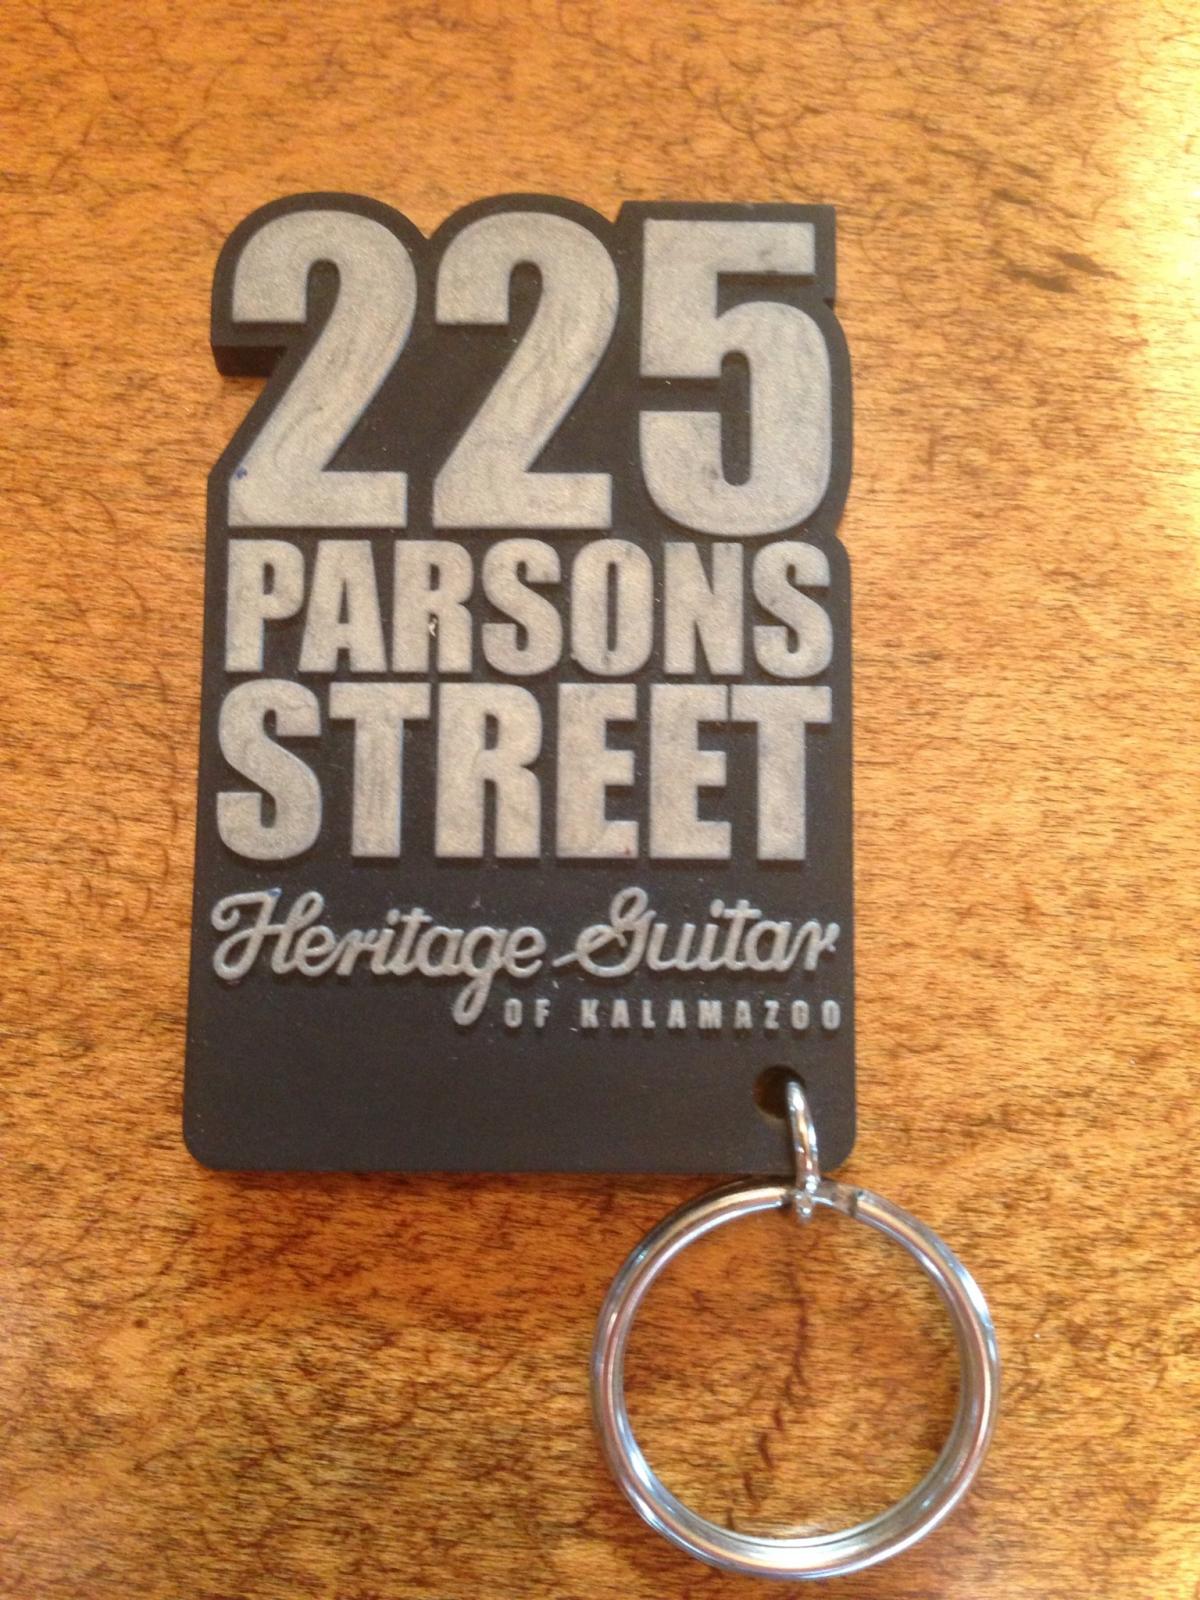 225
PARSONS
STREET
Heritage Guitar
OF KALAMAZOO